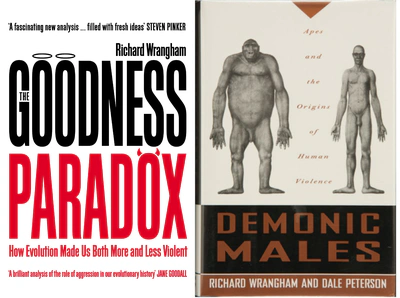 'A fascinating new analysis ... filled with fresh ideas' STEVEN PINKER
Richard Wrangham
THE
GOODNESS
PARADOX
How Evolution Made Us Both More and Less Violent
'A brilliant analysis of the role of aggression in our evolutionary history' JANE GOODALL
Apes
and
the
Origins
of
Human
Violence
DEMONIC
MALES
RICHARD WRANGHAM AND DALE PETERSON